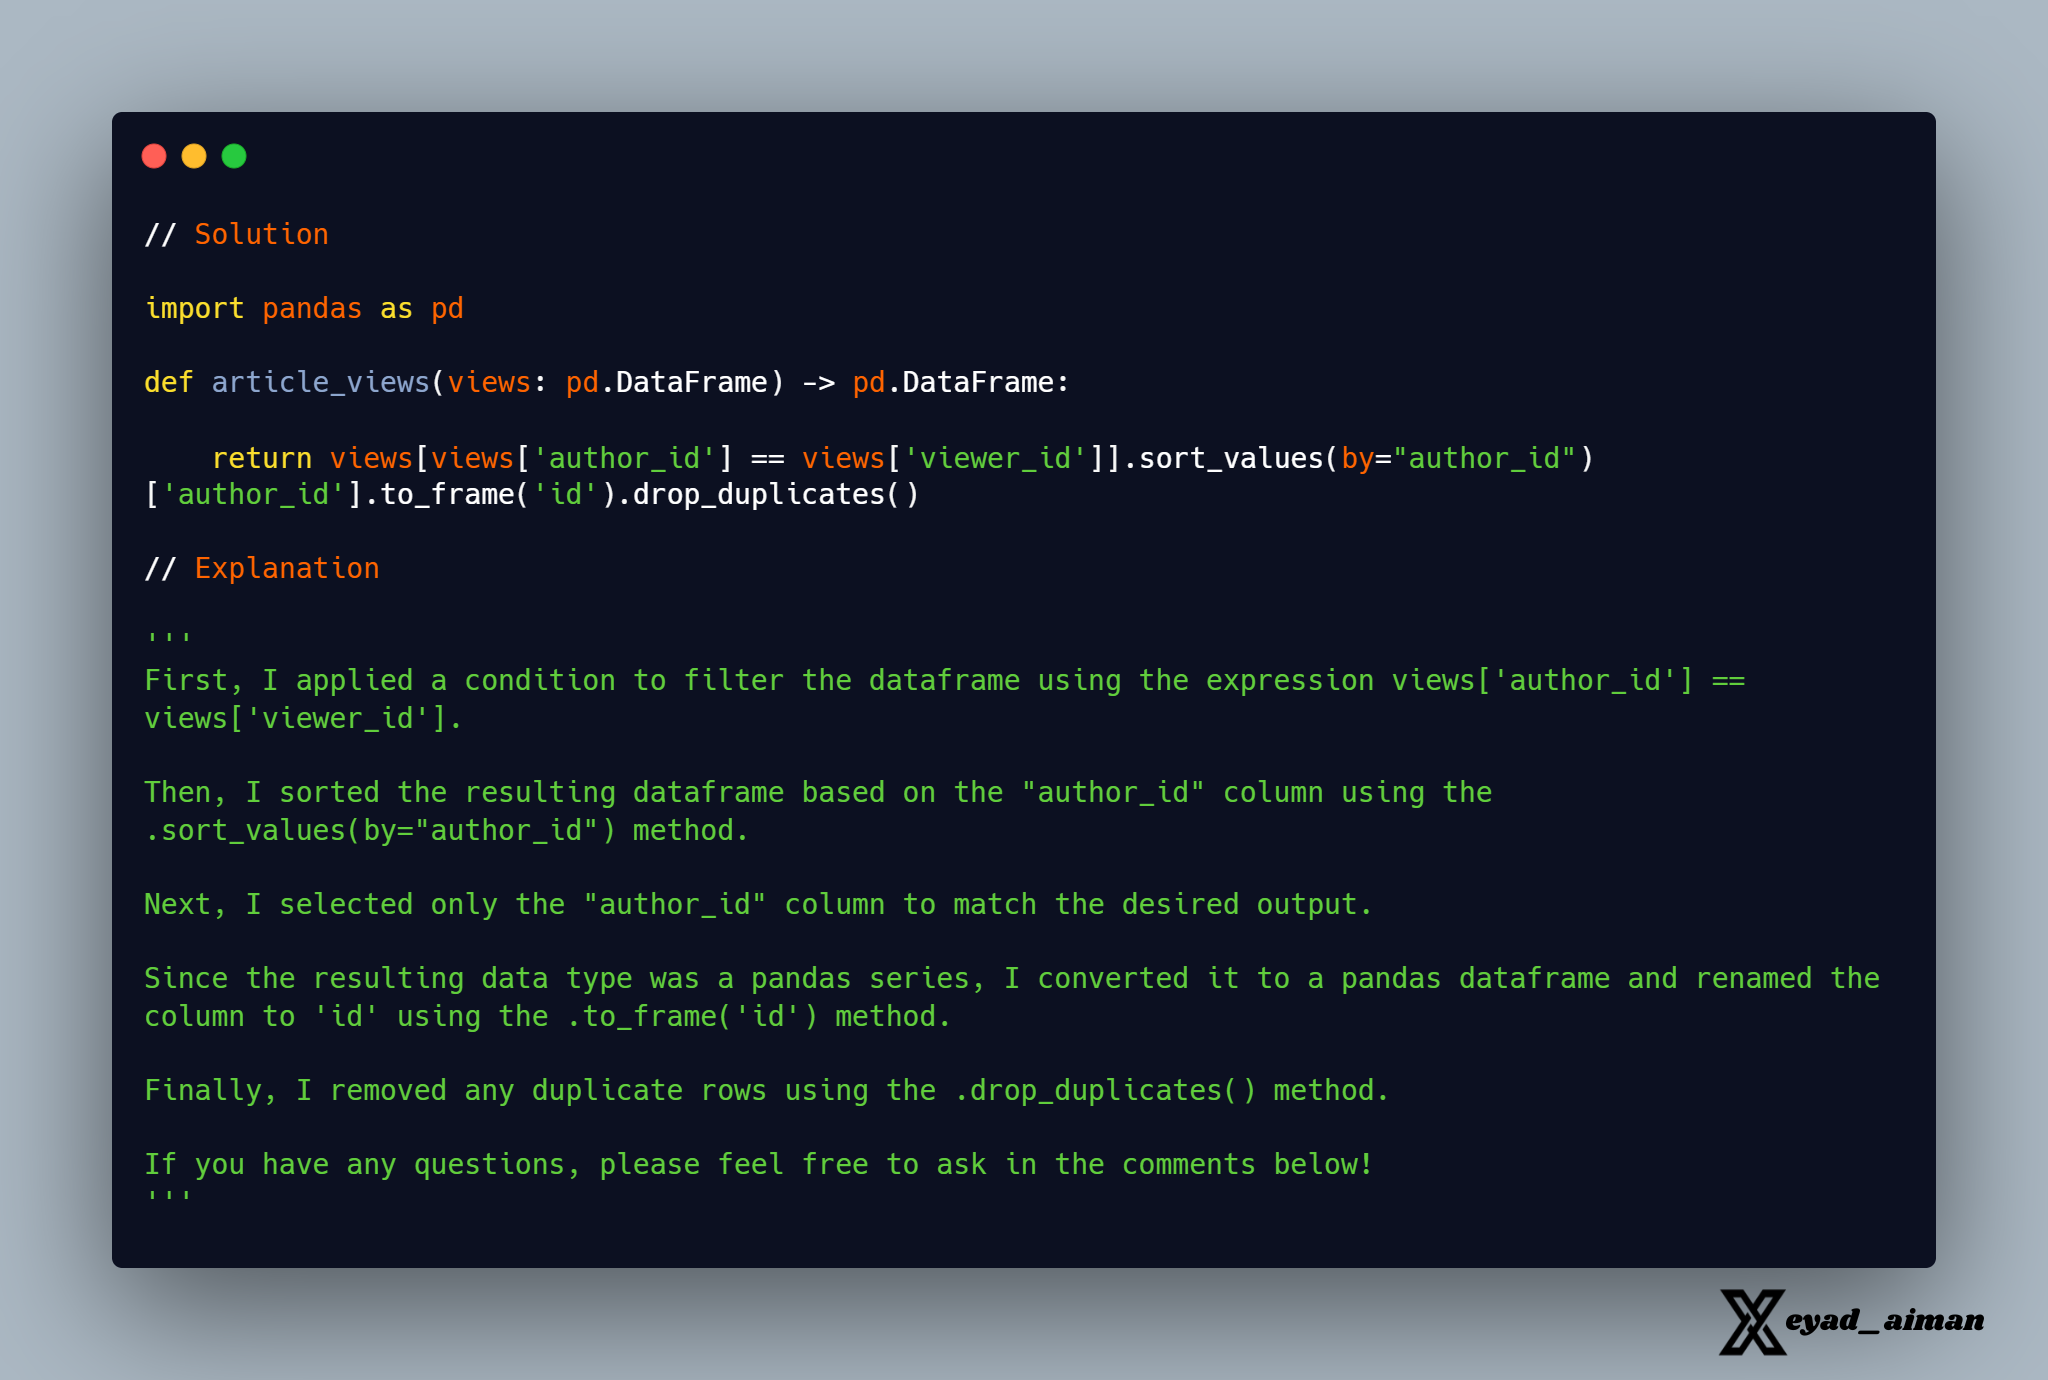 // Solution
import pandas as pd
def article_views(views: pd.DataFrame) -> pd.DataFrame:
    return views[views['author_id'] == views['viewer_id']].sort_values(by="author_id")
['author_id'].to_frame('id').drop_duplicates()
// Explanation
'''
First, I applied a condition to filter the dataframe using the expression views['author_id'] ==
views['viewer_id'].
Then, I sorted the resulting dataframe based on the "author_id" column using the
.sort_values(by="author_id") method.
Next, I selected only the "author_id" column to match the desired output.
Since the resulting data type was a pandas series, I converted it to a pandas dataframe and renamed the
column to 'id' using the .to_frame('id') method.
Finally, I removed any duplicate rows using the .drop_duplicates() method.
If you have any questions, please feel free to ask in the comments below!
'''
eyad_aiman